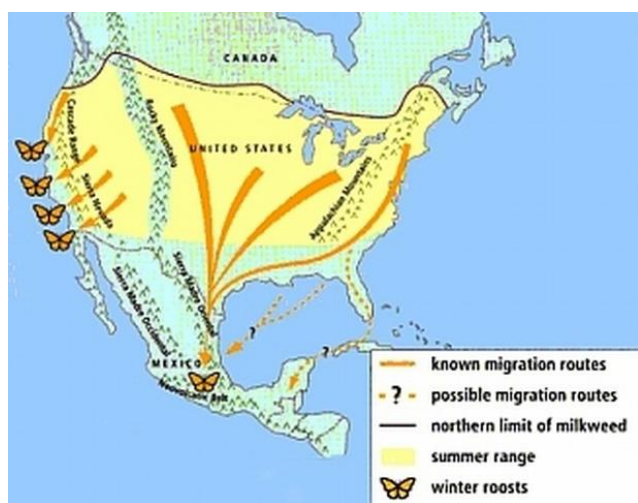 CANADA
UNITED STATES
Cascade Range
Rocky Mountains
Sierra Nevada
Appalachian Mountains
Sierra Madre Occidental
Sierra Madre Oriental
MEXICO
Neovolcanic Belt
?
?
known migration routes
? possible migration routes
northern limit of milkweed
summer range
winter roosts